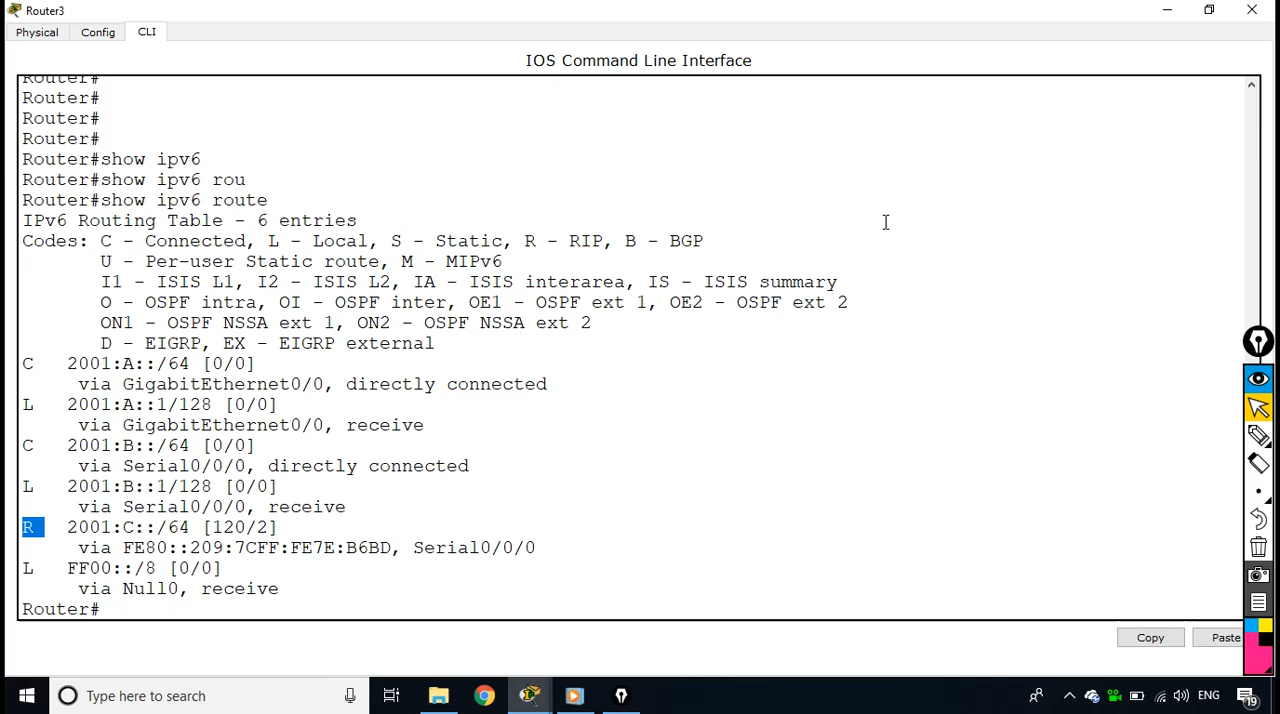 Router3
Physical Config CLI
IOS Command Line Interface
Router#
Router#
Router#
Router#
Router#show ipv6
Router#show ipv6 rou
Router#show ipv6 route
IPv6 Routing Table - 6 entries
Codes: C - Connected, L - Local, S - Static, R - RIP, B - BGP
U - Per-user Static route, M - MIPv6
I1 - ISIS L1, I2 - ISIS L2, IA - ISIS interarea, IS - ISIS summary
O - OSPF intra, OI - OSPF inter, OE1 - OSPF ext 1, OE2 - OSPF ext 2
ON1 - OSPF NSSA ext 1, ON2 - OSPF NSSA ext 2
D - EIGRP, EX - EIGRP external
C 2001:A::/64 [0/0]
via GigabitEthernet0/0, directly connected
L 2001:A::1/128 [0/0]
via GigabitEthernet0/0, receive
C 2001:B::/64 [0/0]
via Serial0/0/0, directly connected
L 2001:B::1/128 [0/0]
via Serial0/0/0, receive
R 2001:C::/64 [120/2]
via FE80::209:7CFF:FE7E:B6BD, Serial0/0/0
L FF00::/8 [0/0]
via Null0, receive
Router#
Copy Paste
Type here to search ENG 19